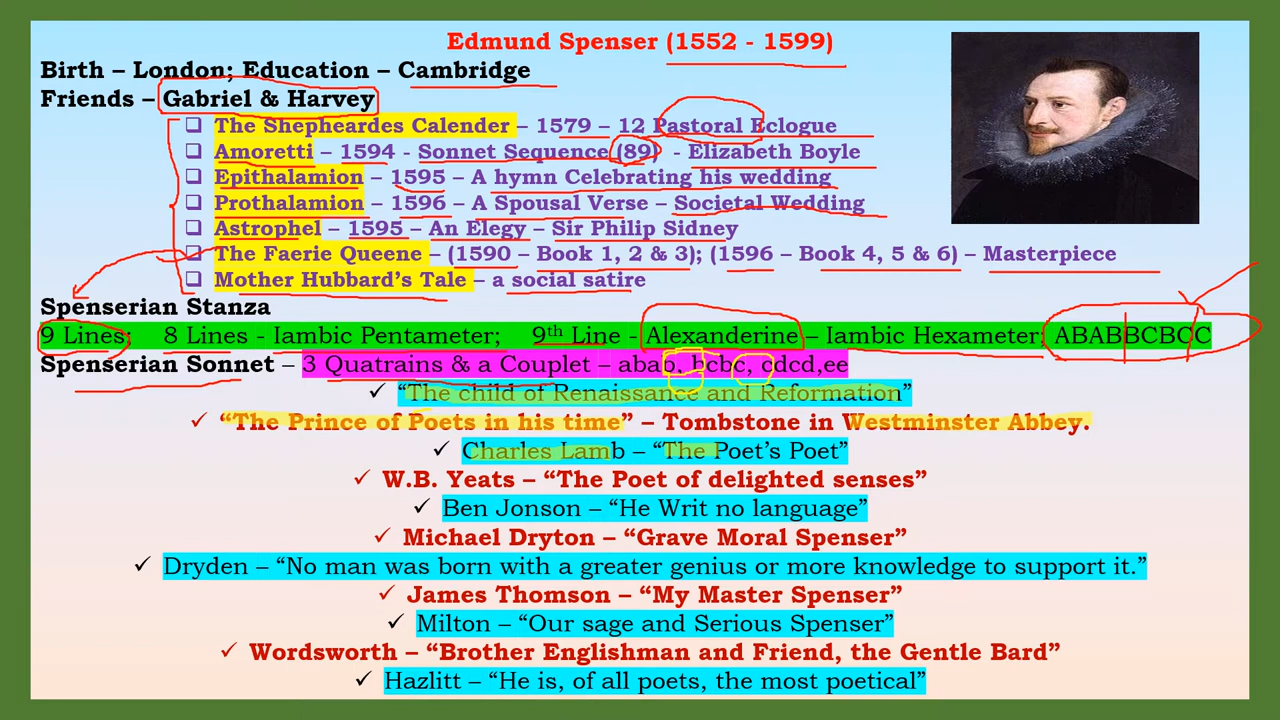 Edmund Spenser (1552 - 1599)
Birth – London; Education – Cambridge
Friends – Gabriel & Harvey
The Shepheardes Calender – 1579 – 12 Pastoral Eclogue
Amoretti – 1594 - Sonnet Sequence (89) - Elizabeth Boyle
Epithalamion – 1595 – A hymn Celebrating his wedding
Prothalamion – 1596 – A Spousal Verse – Societal Wedding
Astrophel – 1595 – An Elegy – Sir Philip Sidney
The Faerie Queene – (1590 – Book 1, 2 & 3); (1596 – Book 4, 5 & 6) – Masterpiece
Mother Hubbard’s Tale – a social satire
Spenserian Stanza
9 Lines; 8 Lines - Iambic Pentameter; 9th Line - Alexanderine – Iambic Hexameter; ABABBCBCC
Spenserian Sonnet – 3 Quatrains & a Couplet – abab, bcbc, cdcd,ee
“The child of Renaissance and Reformation”
“The Prince of Poets in his time” – Tombstone in Westminster Abbey.
Charles Lamb – “The Poet’s Poet”
W.B. Yeats – “The Poet of delighted senses”
Ben Jonson – “He Writ no language”
Michael Dryton – “Grave Moral Spenser”
Dryden – “No man was born with a greater genius or more knowledge to support it.”
James Thomson – “My Master Spenser”
Milton – “Our sage and Serious Spenser”
Wordsworth – “Brother Englishman and Friend, the Gentle Bard”
Hazlitt – “He is, of all poets, the most poetical”